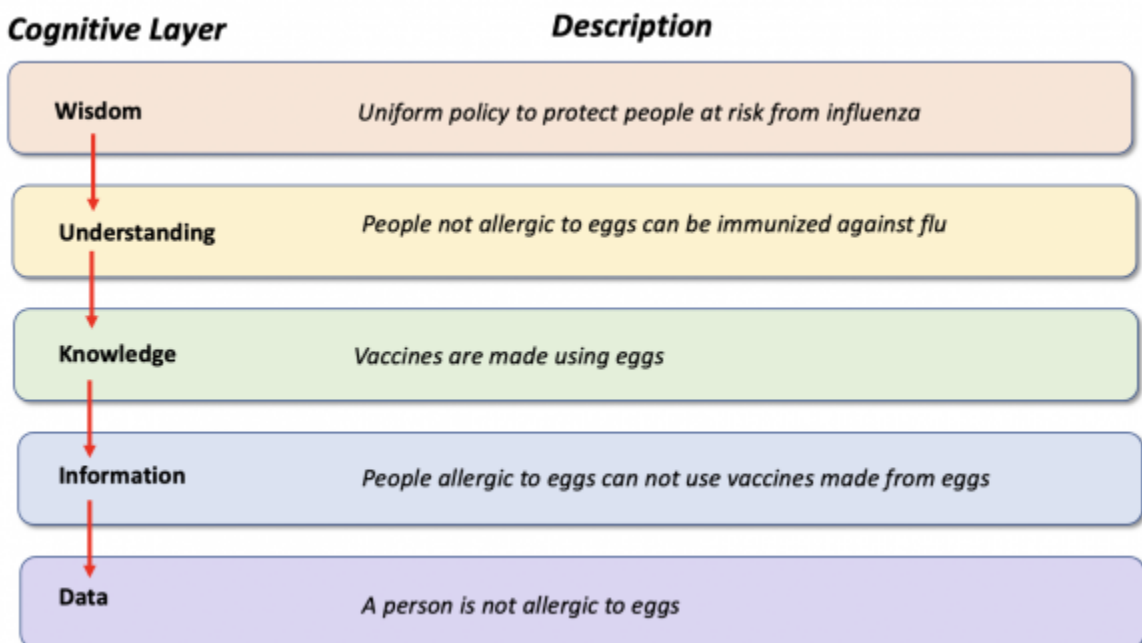 Cognitive Layer Description
Wisdom Uniform policy to protect people at risk from influenza
Understanding People not allergic to eggs can be immunized against flu
Knowledge Vaccines are made using eggs
Information People allergic to eggs can not use vaccines made from eggs
Data A person is not allergic to eggs